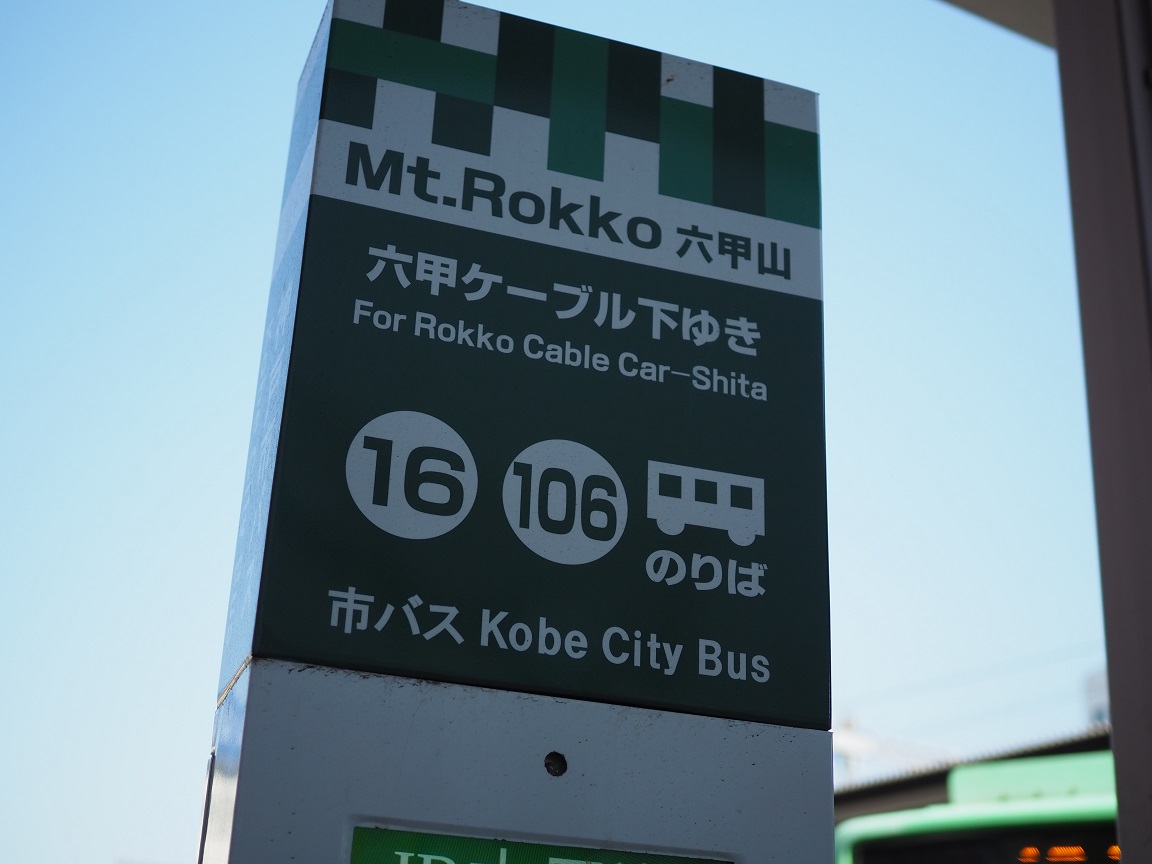 Mt.Rokko 六甲山
六甲ケーブル下ゆき
For Rokko Cable Car－Shita
16 106
のりば
市バス Kobe City Bus